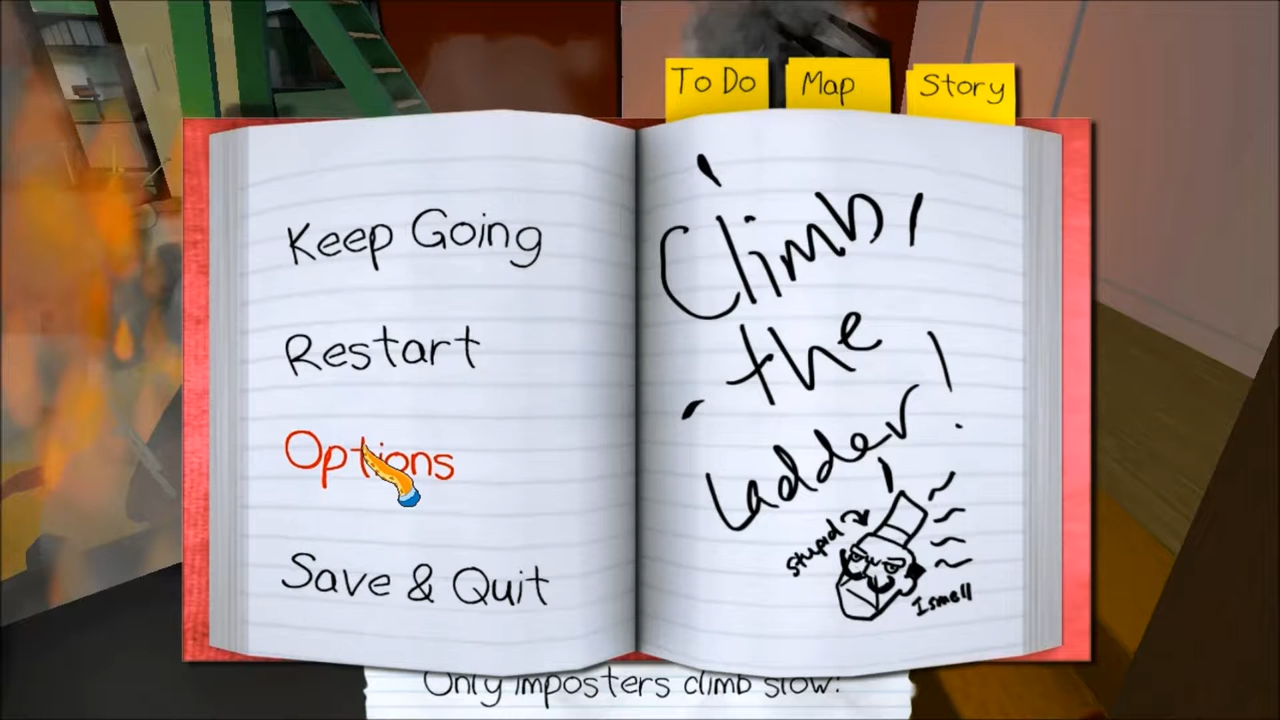 To Do
Map
Story
Keep Going
Restart
Options
Save & Quit
Climb,
the
Ladder!
stupid
I smell
Only imposters climb slow!